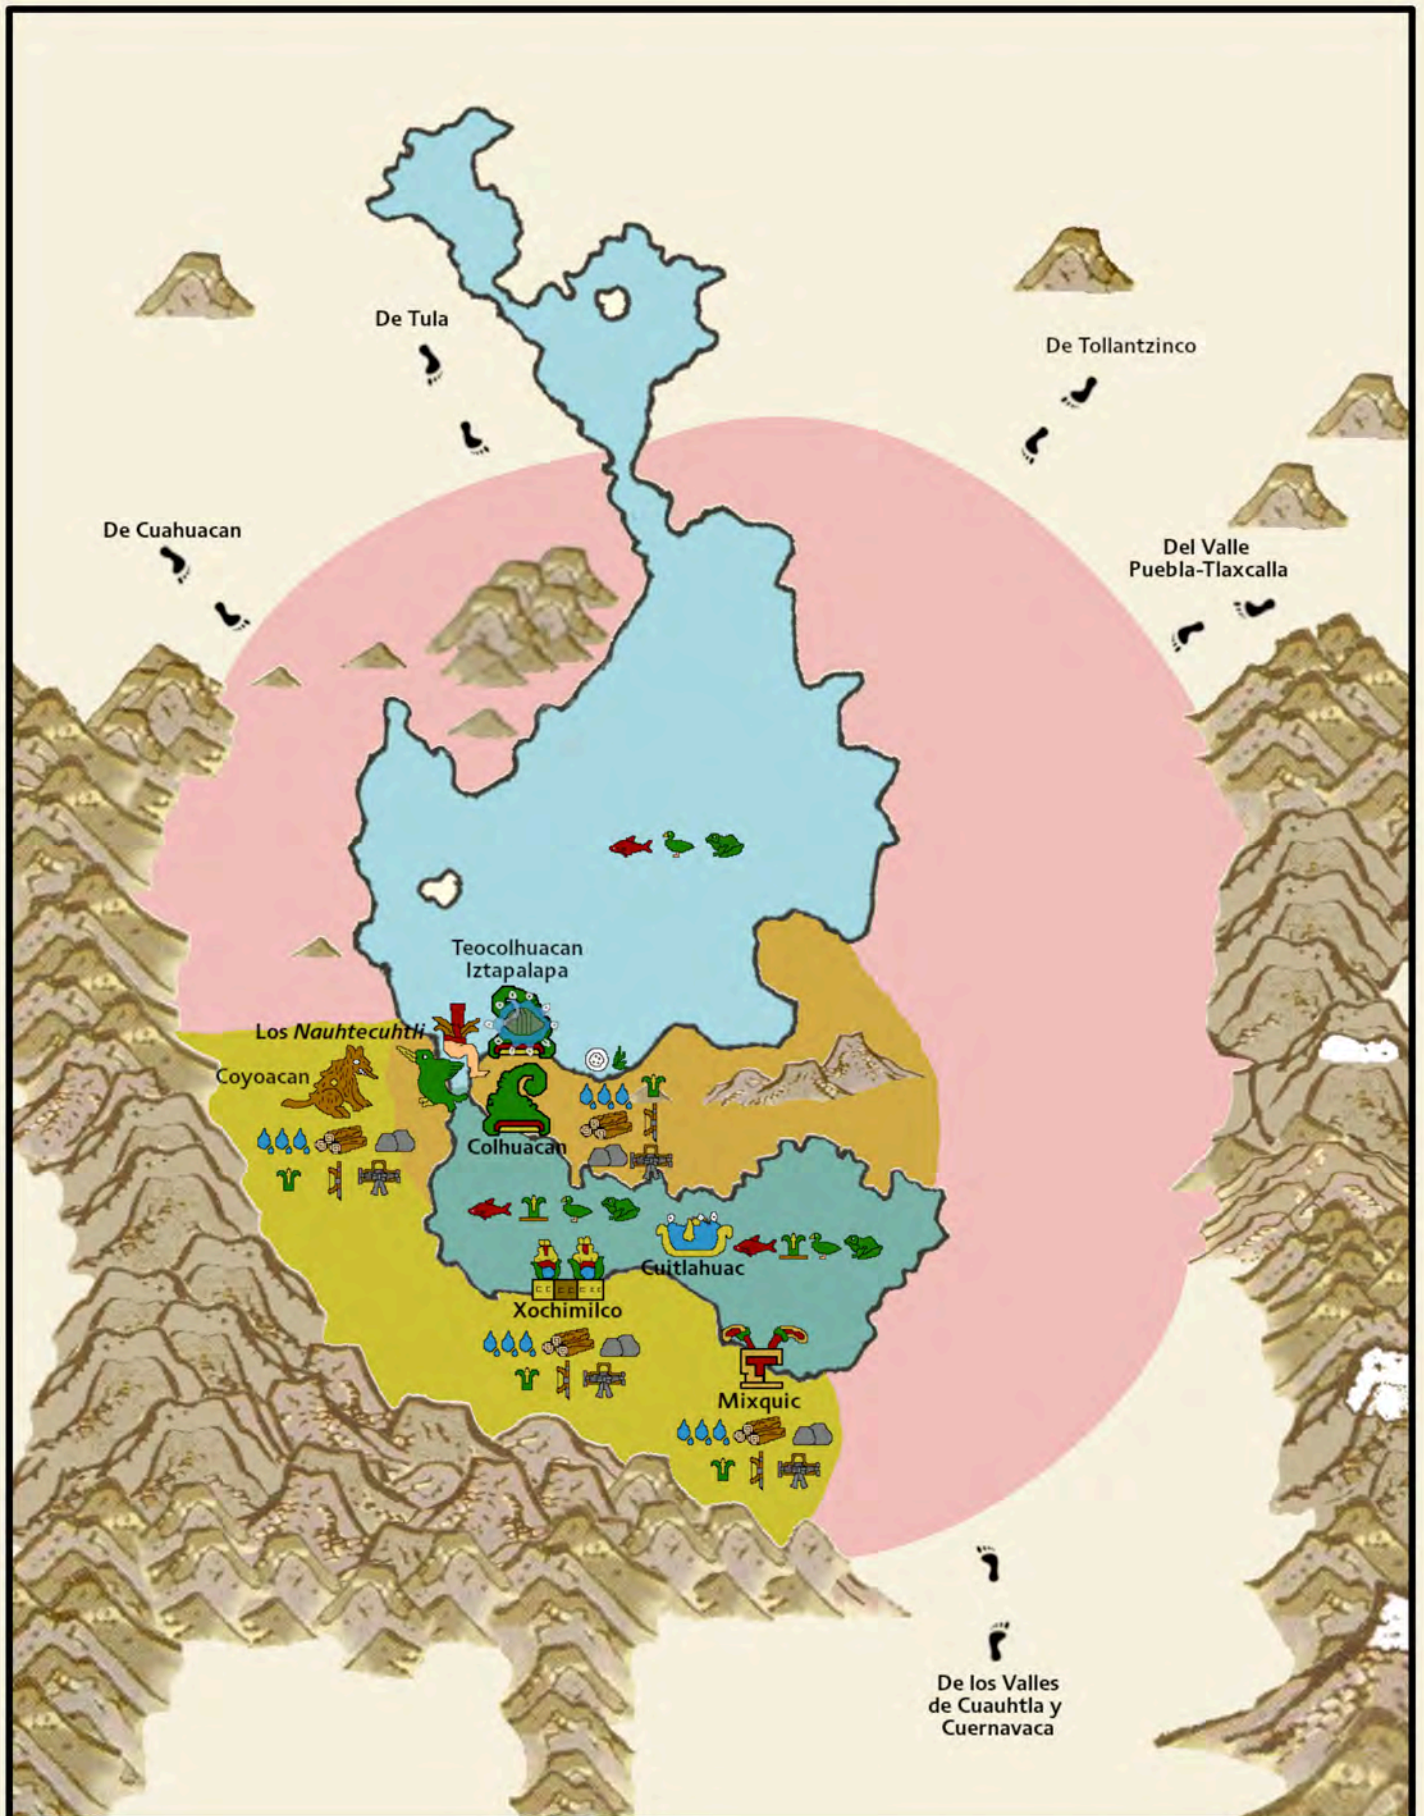 De Tula
De Tollantzinco
De Cuahuacan
Del Valle
Puebla-Tlaxcalla
Teocolhuacan
Iztapalapa
Los Nauhtecuhtli
Coyoacan
Colhuacan
Cuitlahuac
Xochimilco
Mixquic
De los Valles
de Cuauhtla y
Cuernavaca